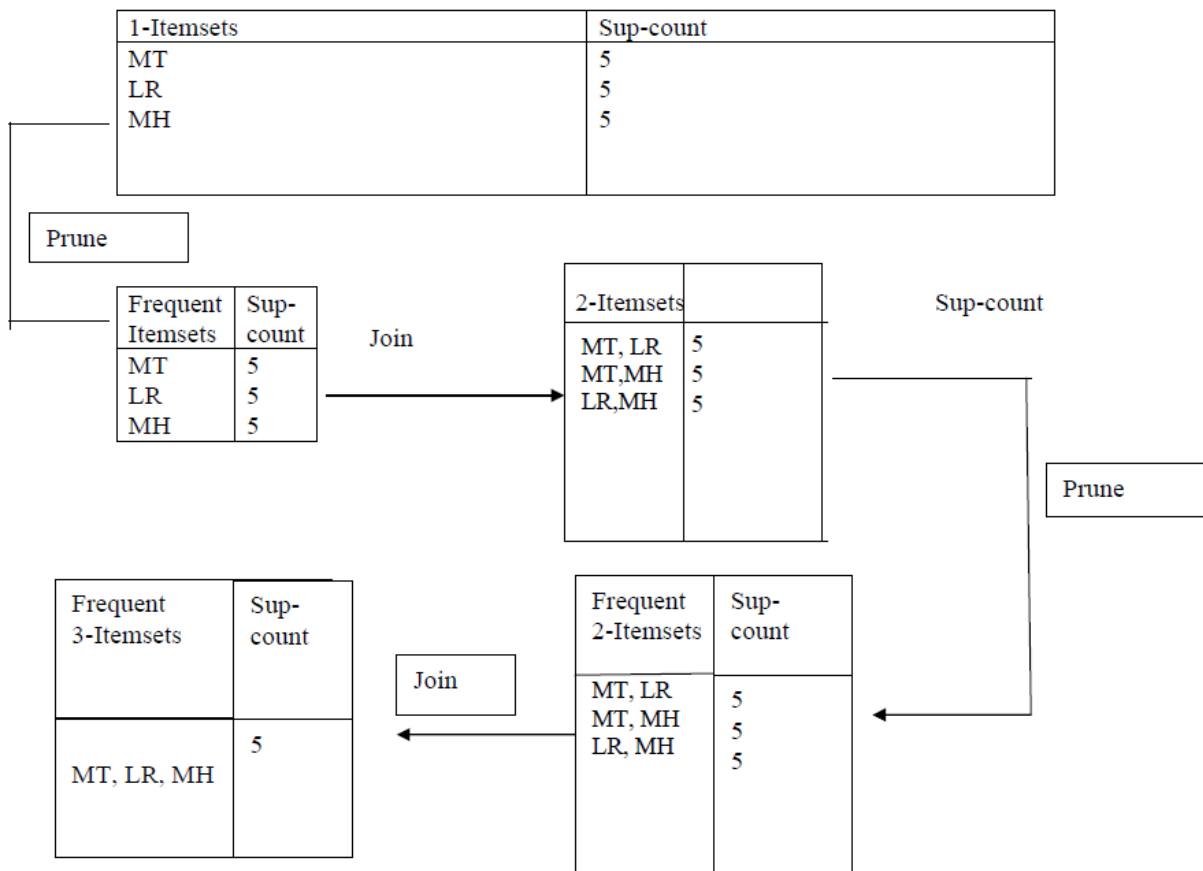 1-Itemsets Sup-count
MT 5
LR 5
MH 5
Prune
Frequent Sup-
Itemsets count
MT 5
LR 5
MH 5
Join
2-Itemsets
MT, LR 5
MT,MH 5
LR,MH 5
Sup-count
Prune
Frequent Sup-
2-Itemsets count
MT, LR 5
MT, MH 5
LR, MH 5
Join
Frequent Sup-
3-Itemsets count
5
MT, LR, MH